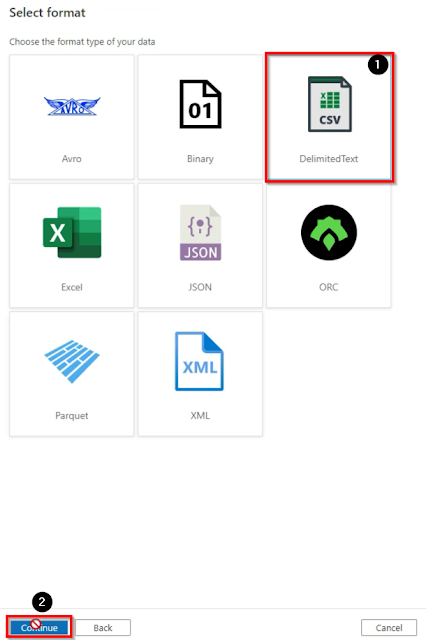 Select format
Choose the format type of your data
1
AVRO
01
X
CSV
Avro
Binary
DelimitedText
X
{ }
JSON
Excel
JSON
ORC
XML
Parquet
XML
2
Continue
Back
Cancel